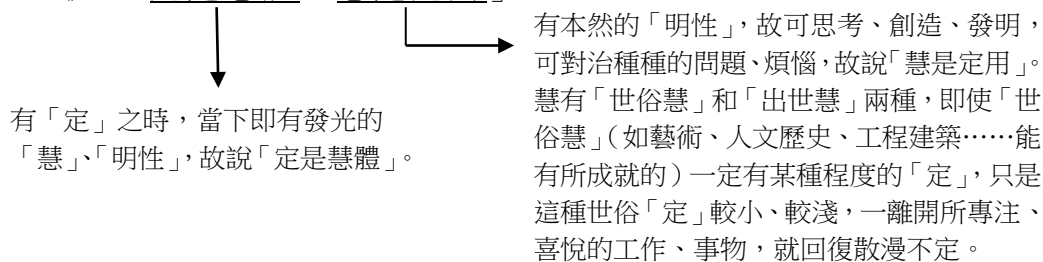 有「定」之時，當下即有發光的
「慧」、「明性」，故說「定是慧體」。
有本然的「明性」，故可思考、創造、發明，
可對治種種的問題、煩惱，故說「慧是定用」。
慧有「世俗慧」和「出世慧」兩種，即使「世
俗慧」（如藝術、人文歷史、工程建築……能
有所成就的）一定有某種程度的「定」，只是
這種世俗「定」較小、較淺，一離開所專注、
喜悅的工作、事物，就回復散漫不定。